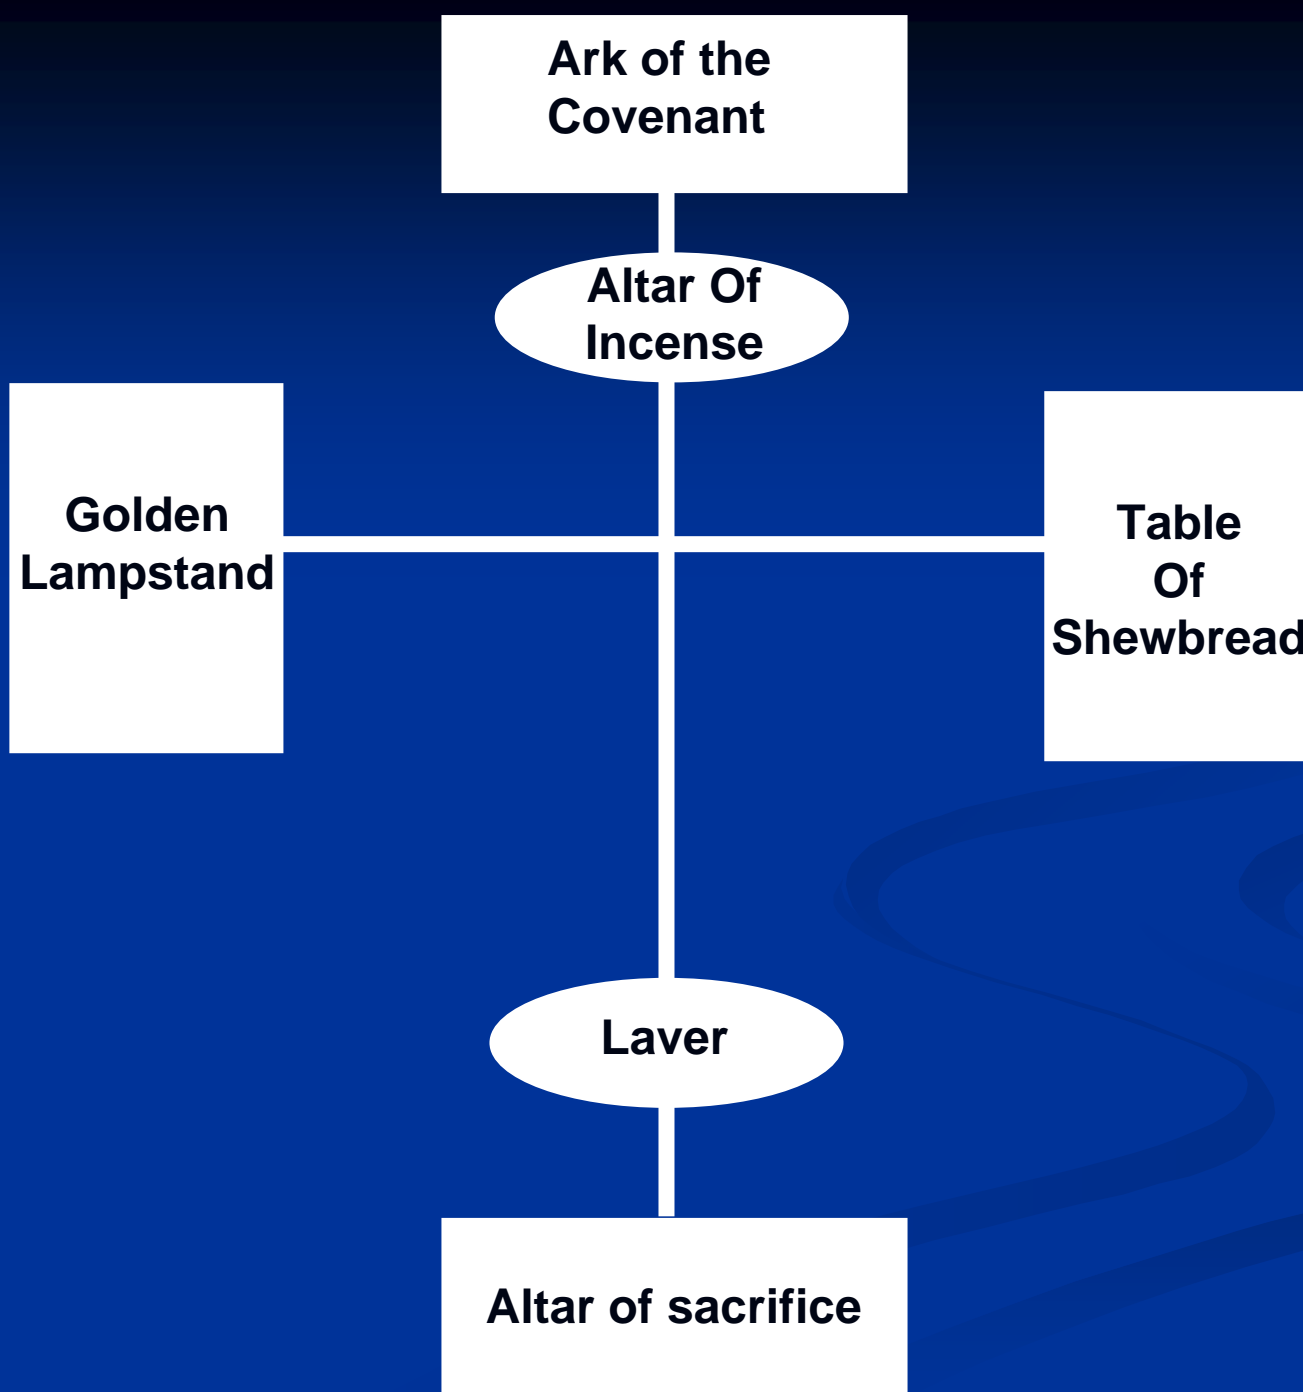 Ark of the
Covenant
Altar Of
Incense
Golden
Lampstand
Table
Of
Shewbread
Laver
Altar of sacrifice